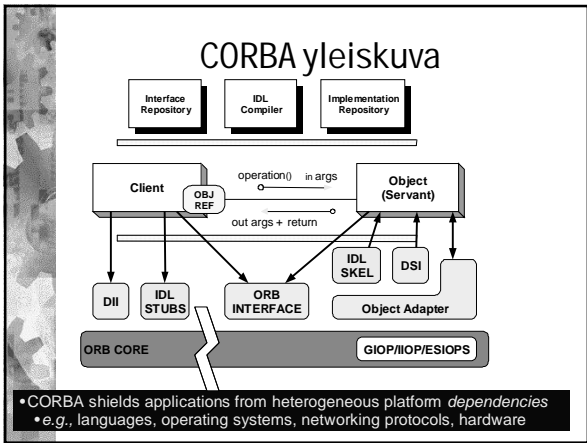 CORBA yleiskuva
Interface
Repository
IDL
Compiler
Implementation
Repository
operation() in args
Client
OBJ
REF
Object
(Servant)
out args + return
IDL
SKEL
DSI
DII
IDL
STUBS
ORB
INTERFACE
Object Adapter
ORB CORE
GIOP/IIOP/ESIOPS
•CORBA shields applications from heterogeneous platform dependencies
•e.g., languages, operating systems, networking protocols, hardware